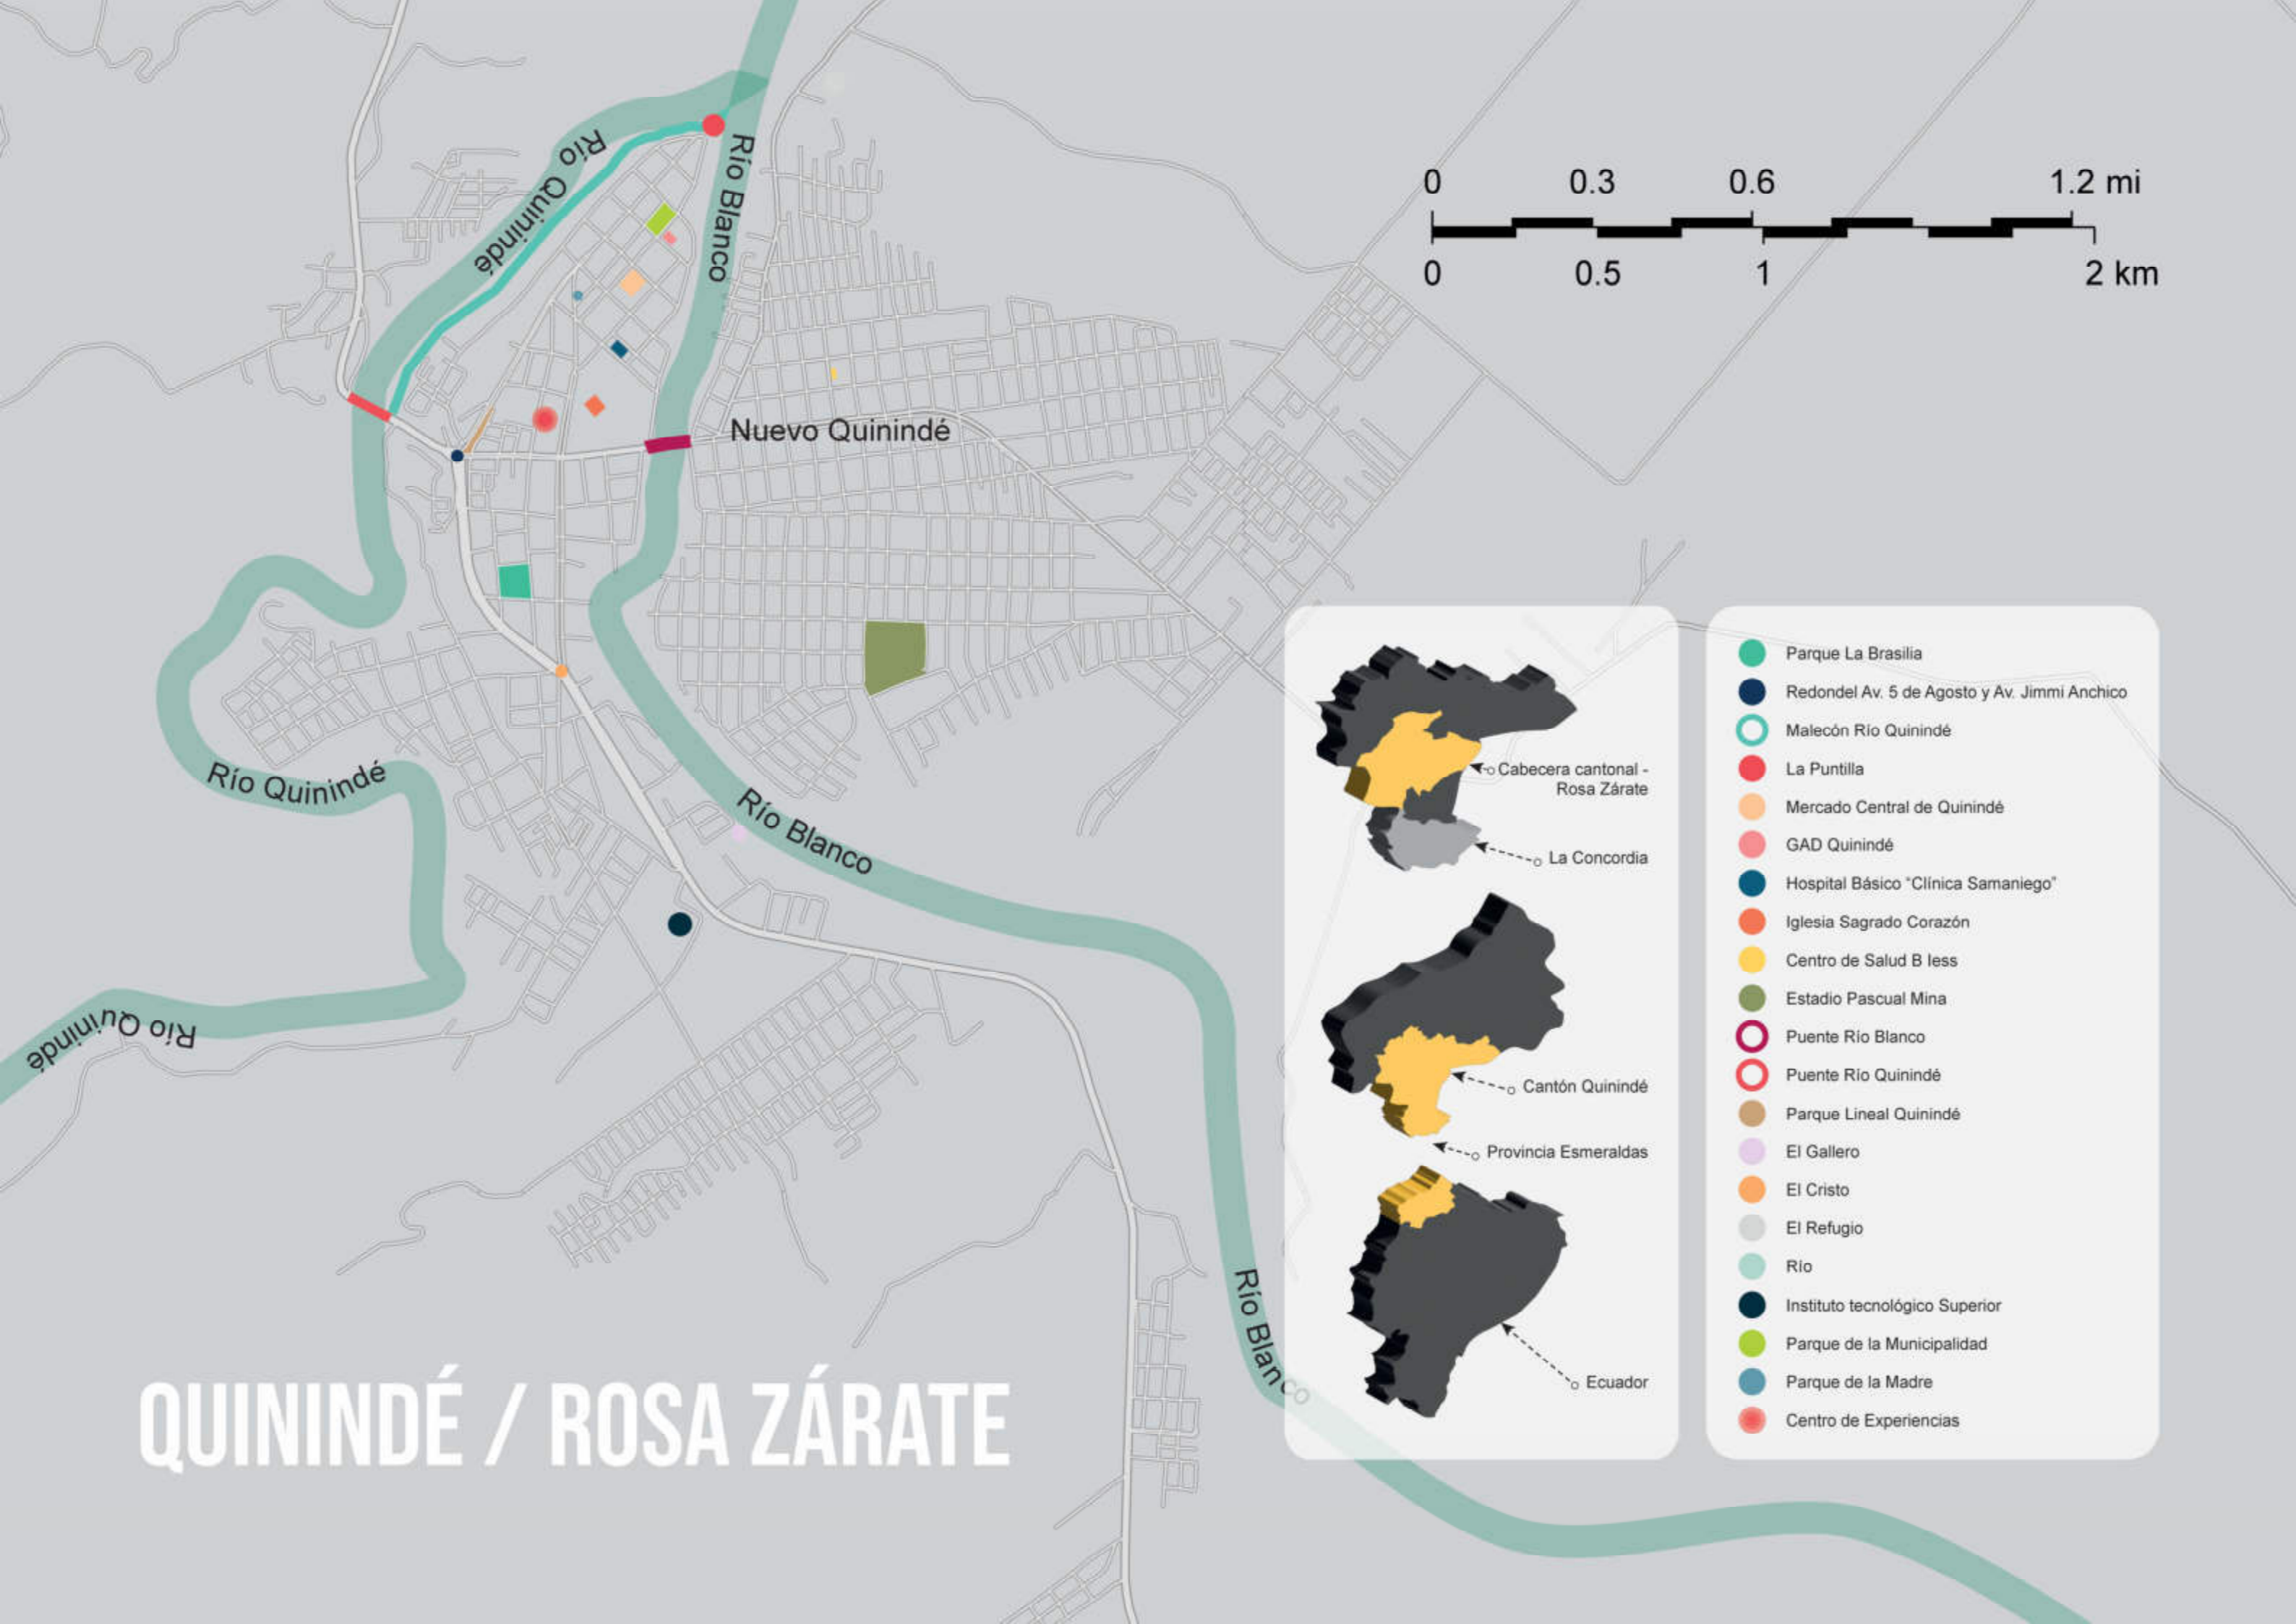 Río Quinindé
Río Blanco
0 0.3 0.6 1.2 mi
0 0.5 1 2 km
Nuevo Quinindé
Río Quinindé
Río Blanco
Río Quinindé
Río Blanco
QUININDÉ / ROSA ZÁRATE
Cabecera cantonal -
Rosa Zárate
La Concordia
Cantón Quinindé
Provincia Esmeraldas
Ecuador
Parque La Brasilia
Redondel Av. 5 de Agosto y Av. Jimmi Anchico
Malecón Río Quinindé
La Puntilla
Mercado Central de Quinindé
GAD Quinindé
Hospital Básico “Clínica Samaniego”
Iglesia Sagrado Corazón
Centro de Salud B Iess
Estadio Pascual Mina
Puente Río Blanco
Puente Río Quinindé
Parque Lineal Quinindé
El Gallero
El Cristo
El Refugio
Río
Instituto tecnológico Superior
Parque de la Municipalidad
Parque de la Madre
Centro de Experiencias